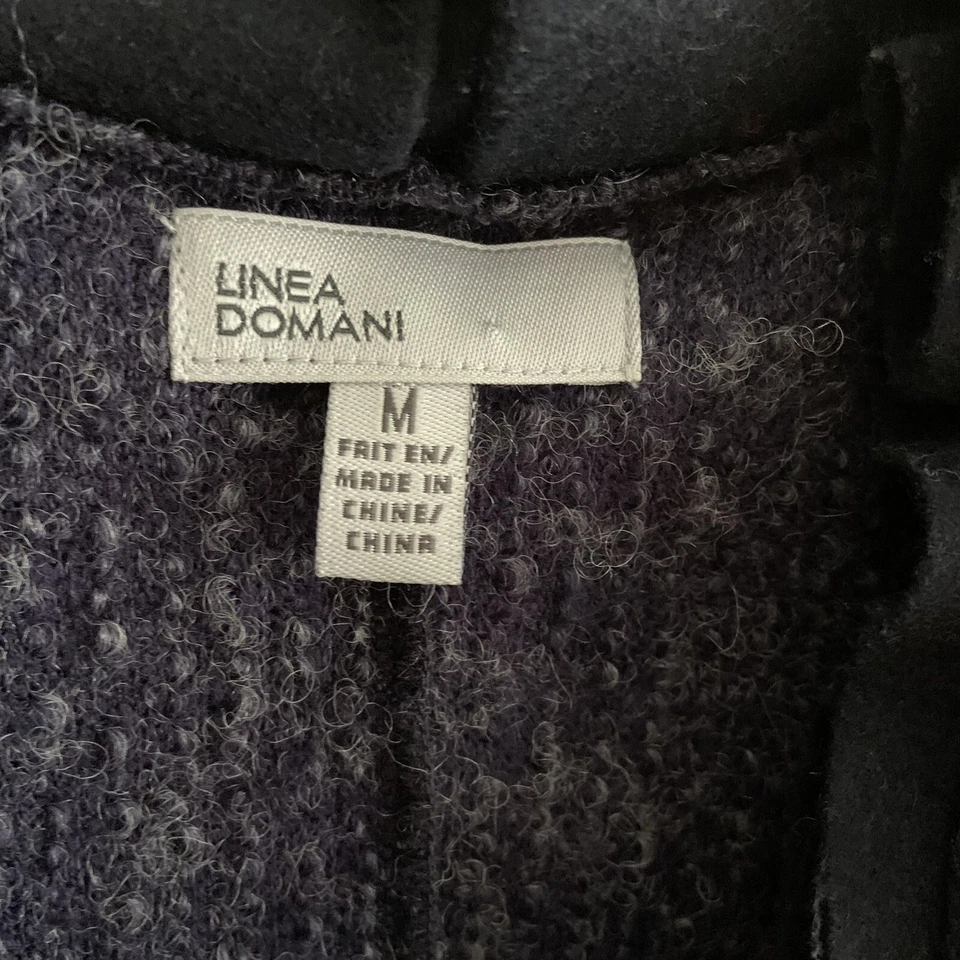 LINEA
DOMANI
M
FAIT EN/
MADE IN
CHINE/
CHINA